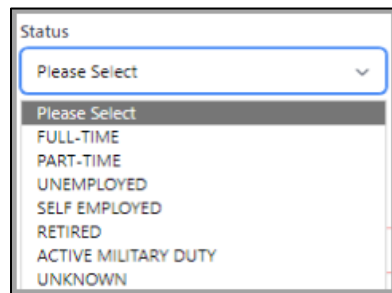 Status
Please Select
Please Select
FULL-TIME
PART-TIME
UNEMPLOYED
SELF EMPLOYED
RETIRED
ACTIVE MILITARY DUTY
UNKNOWN